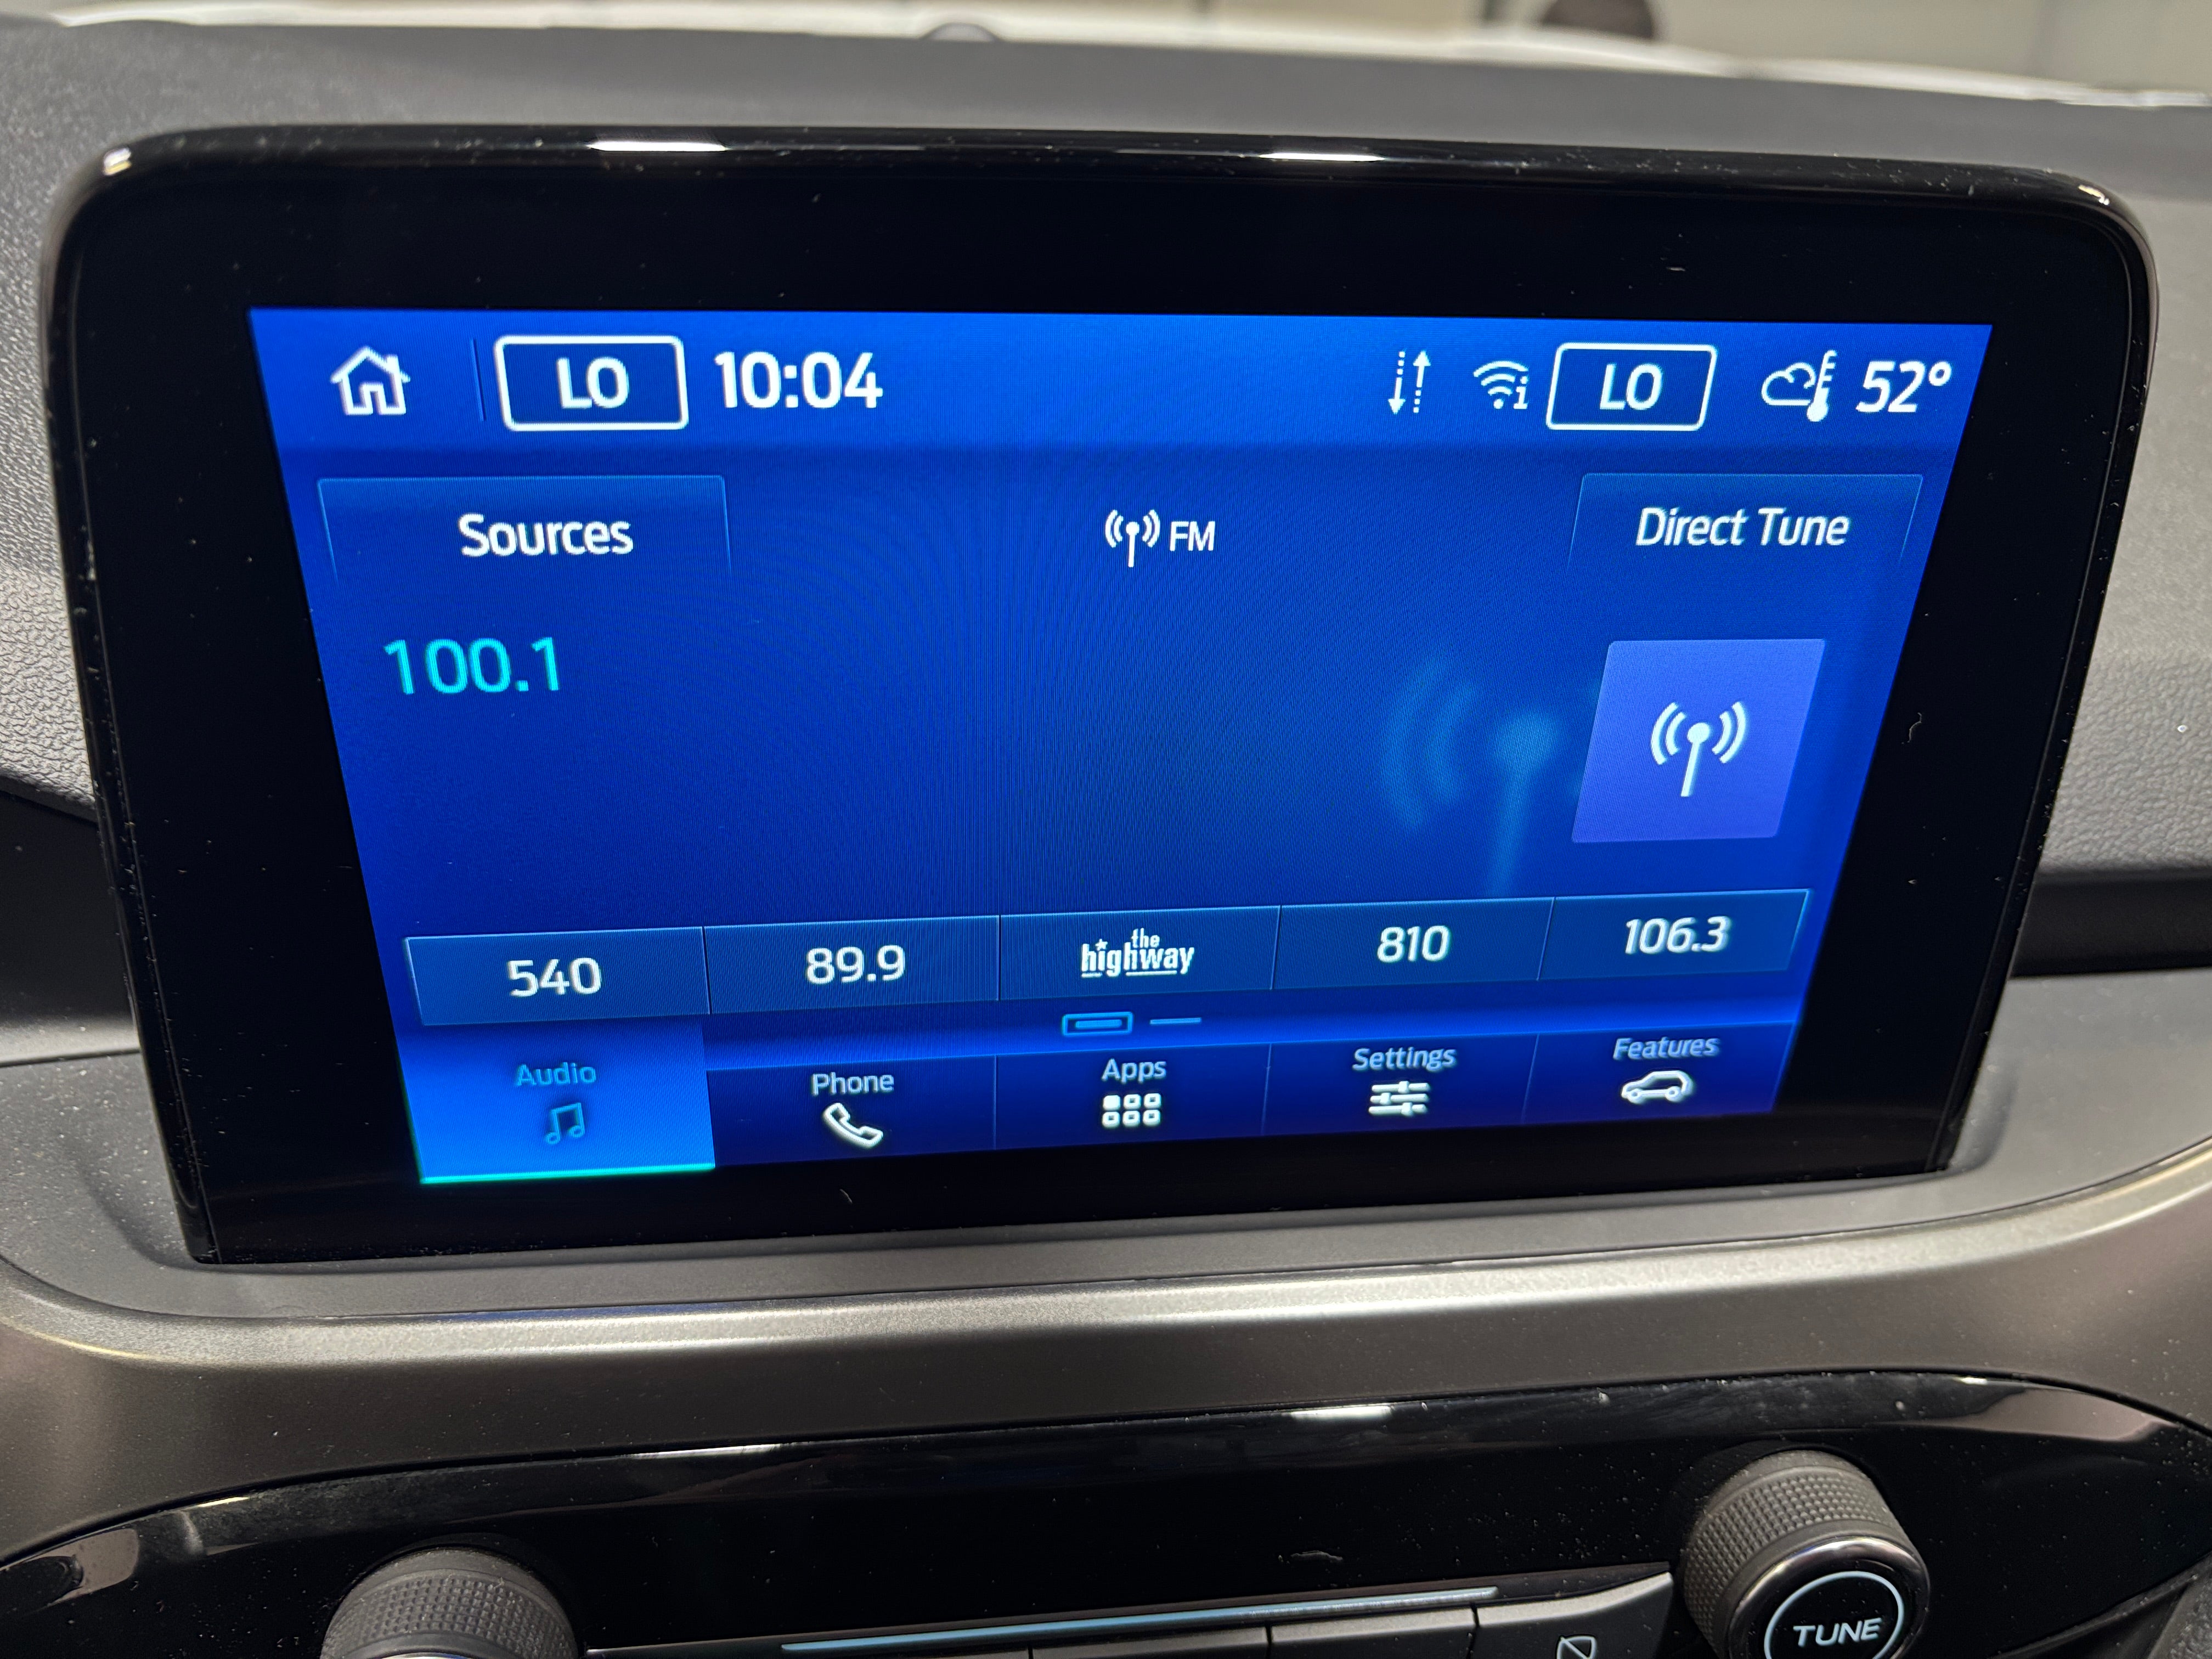 LO 10:04 LO 52°
Sources FM Direct Tune
100.1
540 89.9 the highway 810 106.3
Audio Phone Apps Settings Features
TUNE